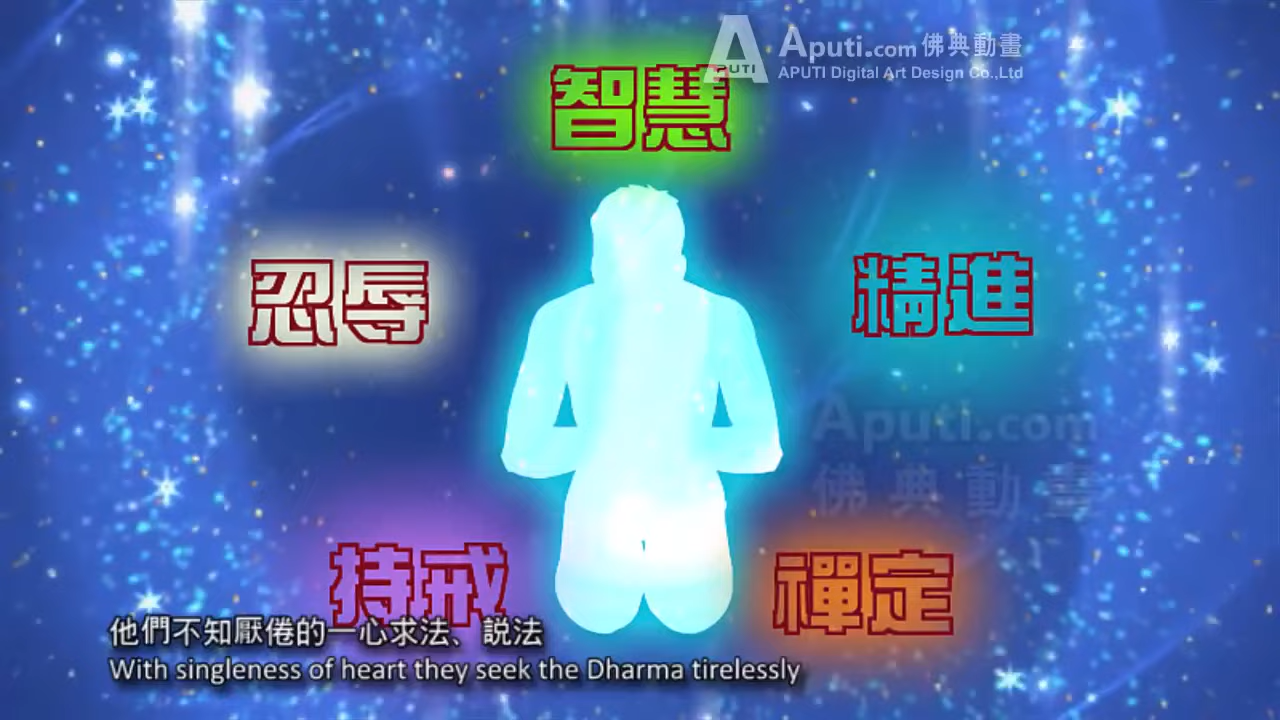 APUTI
Aputi.com 佛典動畫
APUTI Digital Art Design Co.,Ltd
智慧
忍辱
精進
Aputi.com
佛典動畫
持戒
禪定
他們不知厭倦的一心求法、説法
With singleness of heart they seek the Dharma tirelessly